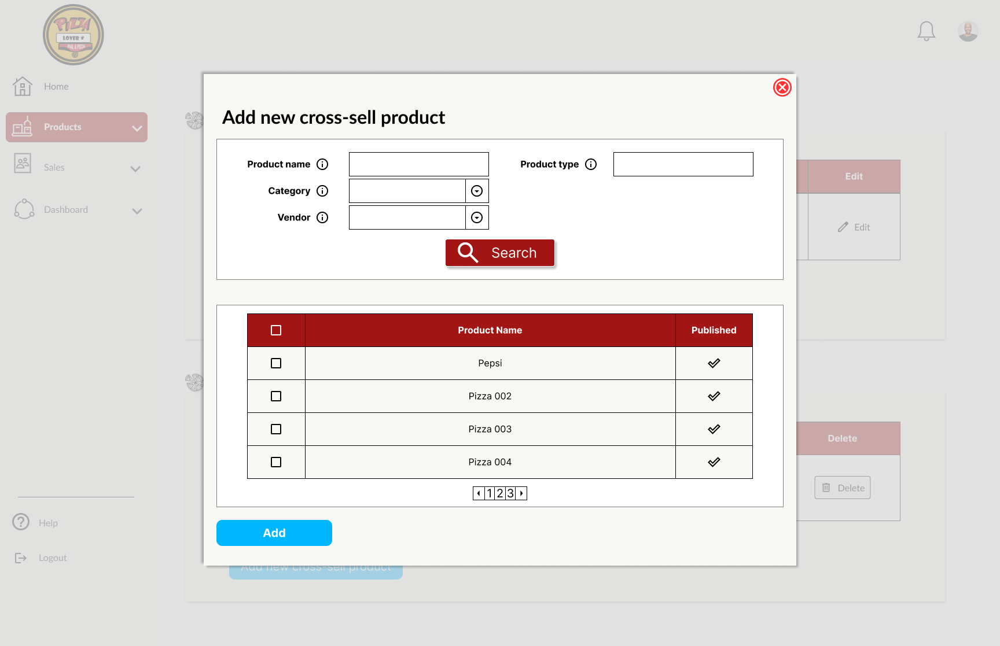 PIZZA
LOVER'S
DIAL A PIZZA
Home
Products
Sales
Dashboard
Help
Logout
Add new cross-sell product
Product name
Product type
Category
Vendor
Search
Product Name Published
Pepsi
Pizza 002
Pizza 003
Pizza 004
1 2 3
Add
Edit
Edit
Delete
Delete
Add new cross-sell product